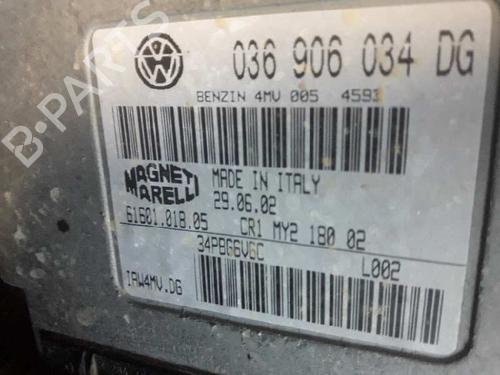 036 906 034 DG
BENZIN 4MV 005 4591
MAGNETI
MARELLI
MADE IN ITALY
29.06.02
61601.018.05 CR1 MY2 180 02
34PBG6VGC
L002
IAW4MV.DG
B-PARTS